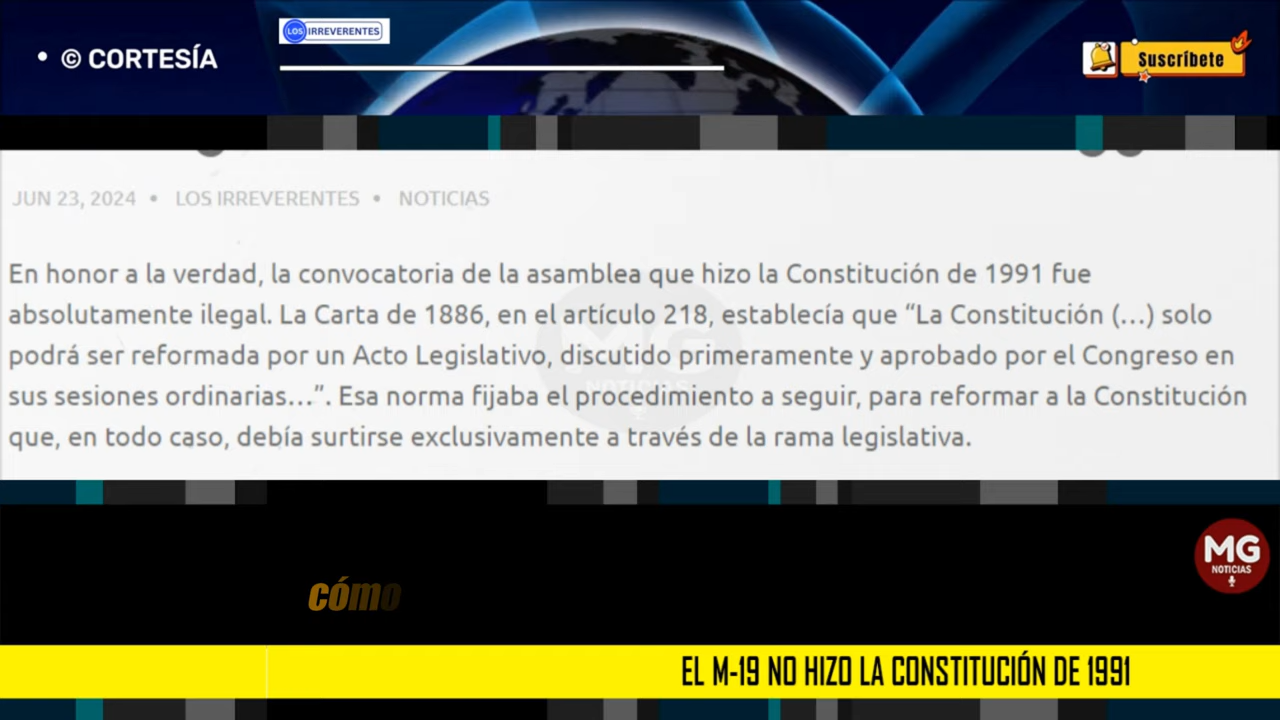 • © CORTESÍA
LOS IRREVERENTES
Suscríbete
JUN 23, 2024 • LOS IRREVERENTES • NOTICIAS
En honor a la verdad, la convocatoria de la asamblea que hizo la Constitución de 1991 fue
absolutamente ilegal. La Carta de 1886, en el artículo 218, establecía que “La Constitución (...) solo
podrá ser reformada por un Acto Legislativo, discutido primeramente y aprobado por el Congreso en
sus sesiones ordinarias...”. Esa norma fijaba el procedimiento a seguir, para reformar a la Constitución
que, en todo caso, debía surtirse exclusivamente a través de la rama legislativa.
MG
NOTICIAS
MG
NOTICIAS
cómo
EL M-19 NO HIZO LA CONSTITUCIÓN DE 1991